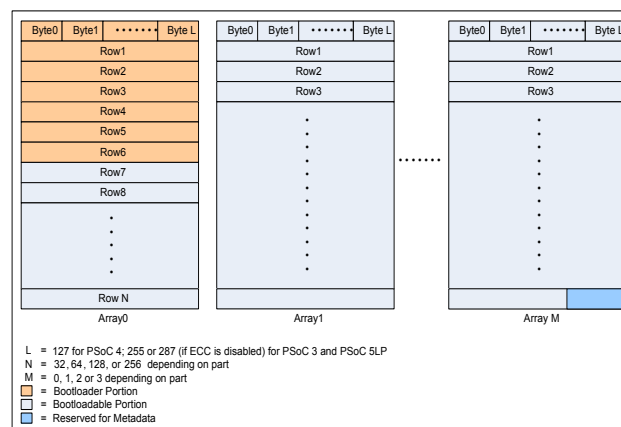 Byte0 Byte1 ······· Byte L
Row1
Row2
Row3
Row4
Row5
Row6
Row7
Row8
Row N
Array0
Byte0 Byte1 ······· Byte L
Row1
Row2
Row3
Array1
·······
Byte0 Byte1 ······· Byte L
Row1
Row2
Row3
Array M
L = 127 for PSoC 4; 255 or 287 (if ECC is disabled) for PSoC 3 and PSoC 5LP
N = 32, 64, 128, or 256 depending on part
M = 0, 1, 2 or 3 depending on part
= Bootloader Portion
= Bootloadable Portion
= Reserved for Metadata